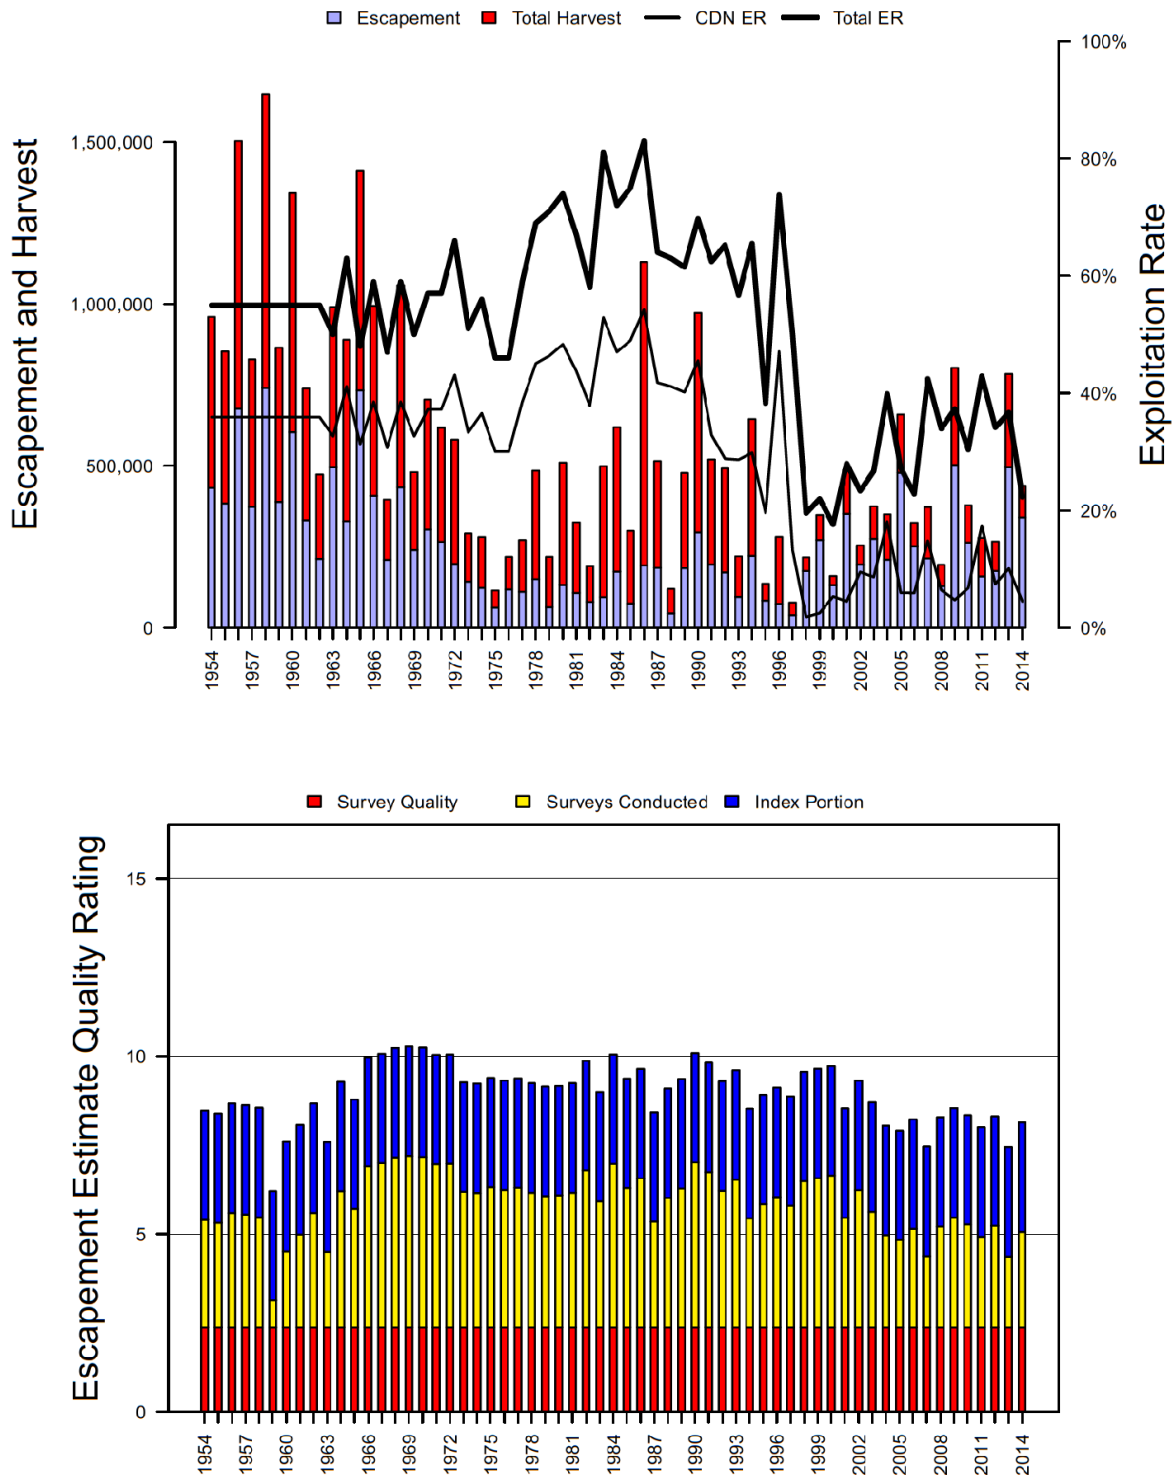 Escapement Total Harvest CDN ER Total ER
Escapement and Harvest
1,500,000
1,000,000
500,000
0
100%
80%
60%
40%
20%
0%
Exploitation Rate
1954 1957 1960 1963 1966 1969 1972 1975 1978 1981 1984 1987 1990 1993 1996 1999 2002 2005 2008 2011 2014
Survey Quality Surveys Conducted Index Portion
Escapement Estimate Quality Rating
15
10
5
0
1954 1957 1960 1963 1966 1969 1972 1975 1978 1981 1984 1987 1990 1993 1996 1999 2002 2005 2008 2011 2014